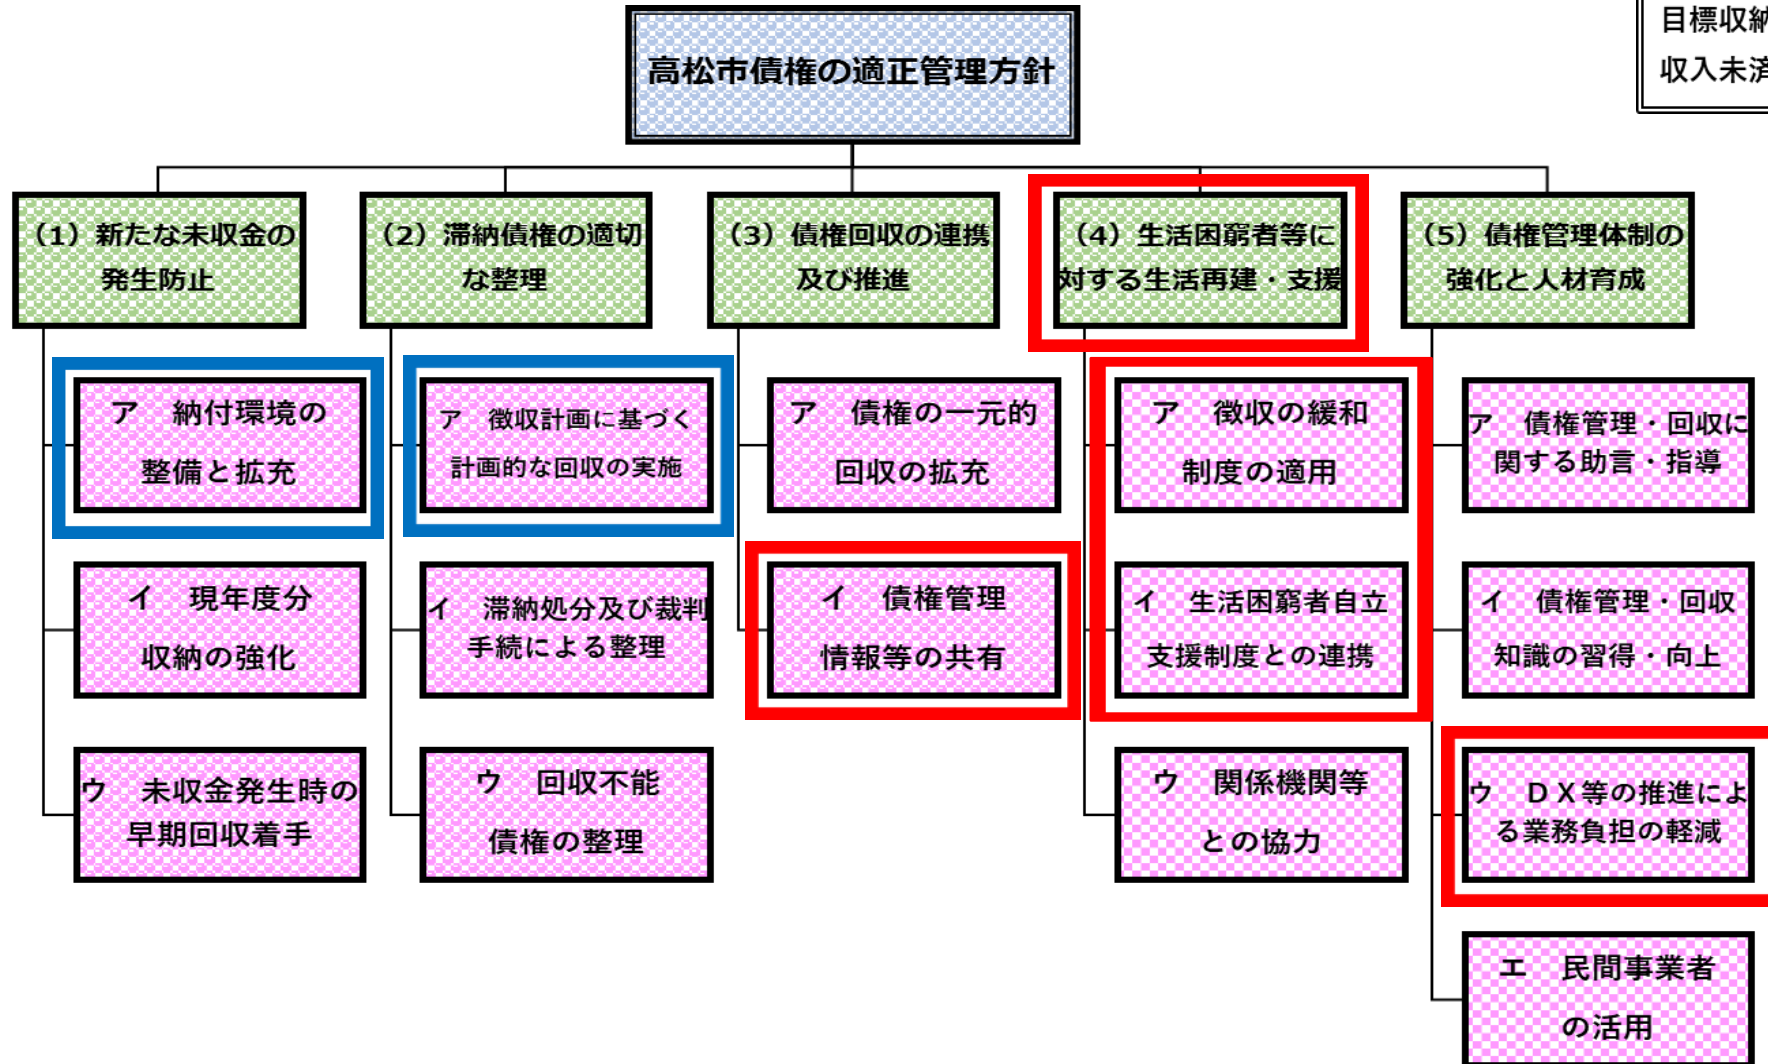 目標収納
収入未済
高松市債権の適正管理方針
（1）新たな未収金の
発生防止
（2）滞納債権の適切
な整理
（3）債権回収の連携
及び推進
（4）生活困窮者等に
対する生活再建・支援
（5）債権管理体制の
強化と人材育成
ア　納付環境の
整備と拡充
ア　徴収計画に基づく
計画的な回収の実施
ア　債権の一元的
回収の拡充
ア　徴収の緩和
制度の適用
ア　債権管理・回収に
関する助言・指導
イ　現年度分
収納の強化
イ　滞納処分及び裁判
手続による整理
イ　債権管理
情報等の共有
イ　生活困窮者自立
支援制度との連携
イ　債権管理・回収
知識の習得・向上
ウ　未収金発生時の
早期回収着手
ウ　回収不能
債権の整理
ウ　関係機関等
との協力
ウ　ＤＸ等の推進によ
る業務負担の軽減
エ　民間事業者
の活用